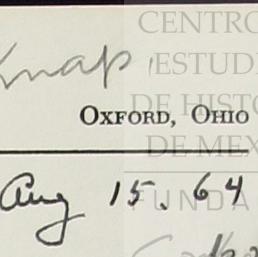 Knap,
CENTRO
ESTUDI
DE HISTO
DE MEX
FUNDA
OXFORD, OHIO
Aug 15. 64